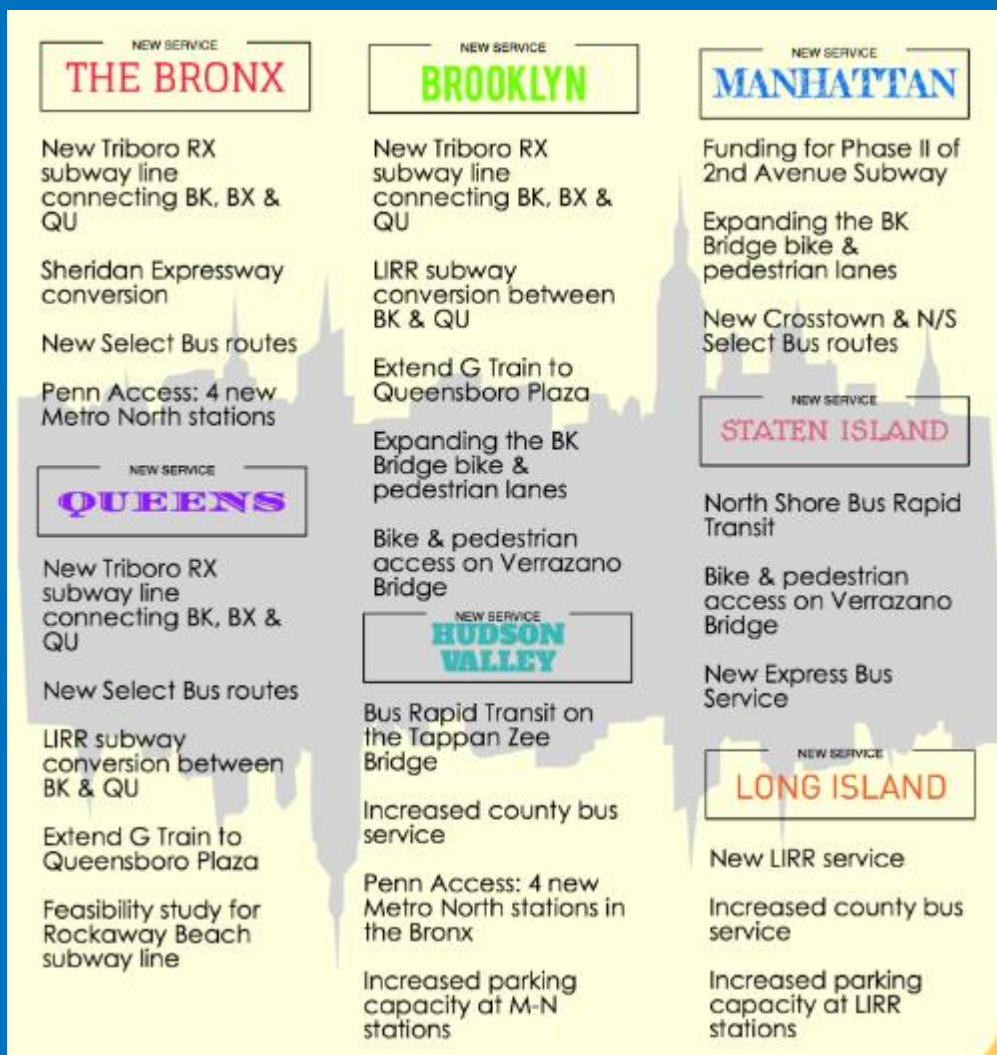 NEW SERVICE
THE BRONX
New Triboro RX
subway line
connecting BK, BX &
QU
Sheridan Expressway
conversion
New Select Bus routes
Penn Access: 4 new
Metro North stations
NEW SERVICE
QUEENS
New Triboro RX
subway line
connecting BK, BX &
QU
New Select Bus routes
LIRR subway
conversion between
BK & QU
Extend G Train to
Queensboro Plaza
Feasibility study for
Rockaway Beach
subway line
NEW SERVICE
BROOKLYN
New Triboro RX
subway line
connecting BK, BX &
QU
LIRR subway
conversion between
BK & QU
Extend G Train to
Queensboro Plaza
Expanding the BK
Bridge bike &
pedestrian lanes
Bike & pedestrian
access on Verrazano
Bridge
NEW SERVICE
HUDSON
VALLEY
Bus Rapid Transit on
the Tappan Zee
Bridge
Increased county bus
service
Penn Access: 4 new
Metro North stations in
the Bronx
Increased parking
capacity at M-N
stations
NEW SERVICE
MANHATTAN
Funding for Phase II of
2nd Avenue Subway
Expanding the BK
Bridge bike &
pedestrian lanes
New Crosstown & N/S
Select Bus routes
NEW SERVICE
STATEN ISLAND
North Shore Bus Rapid
Transit
Bike & pedestrian
access on Verrazano
Bridge
New Express Bus
Service
NEW SERVICE
LONG ISLAND
New LIRR service
Increased county bus
service
Increased parking
capacity at LIRR
stations